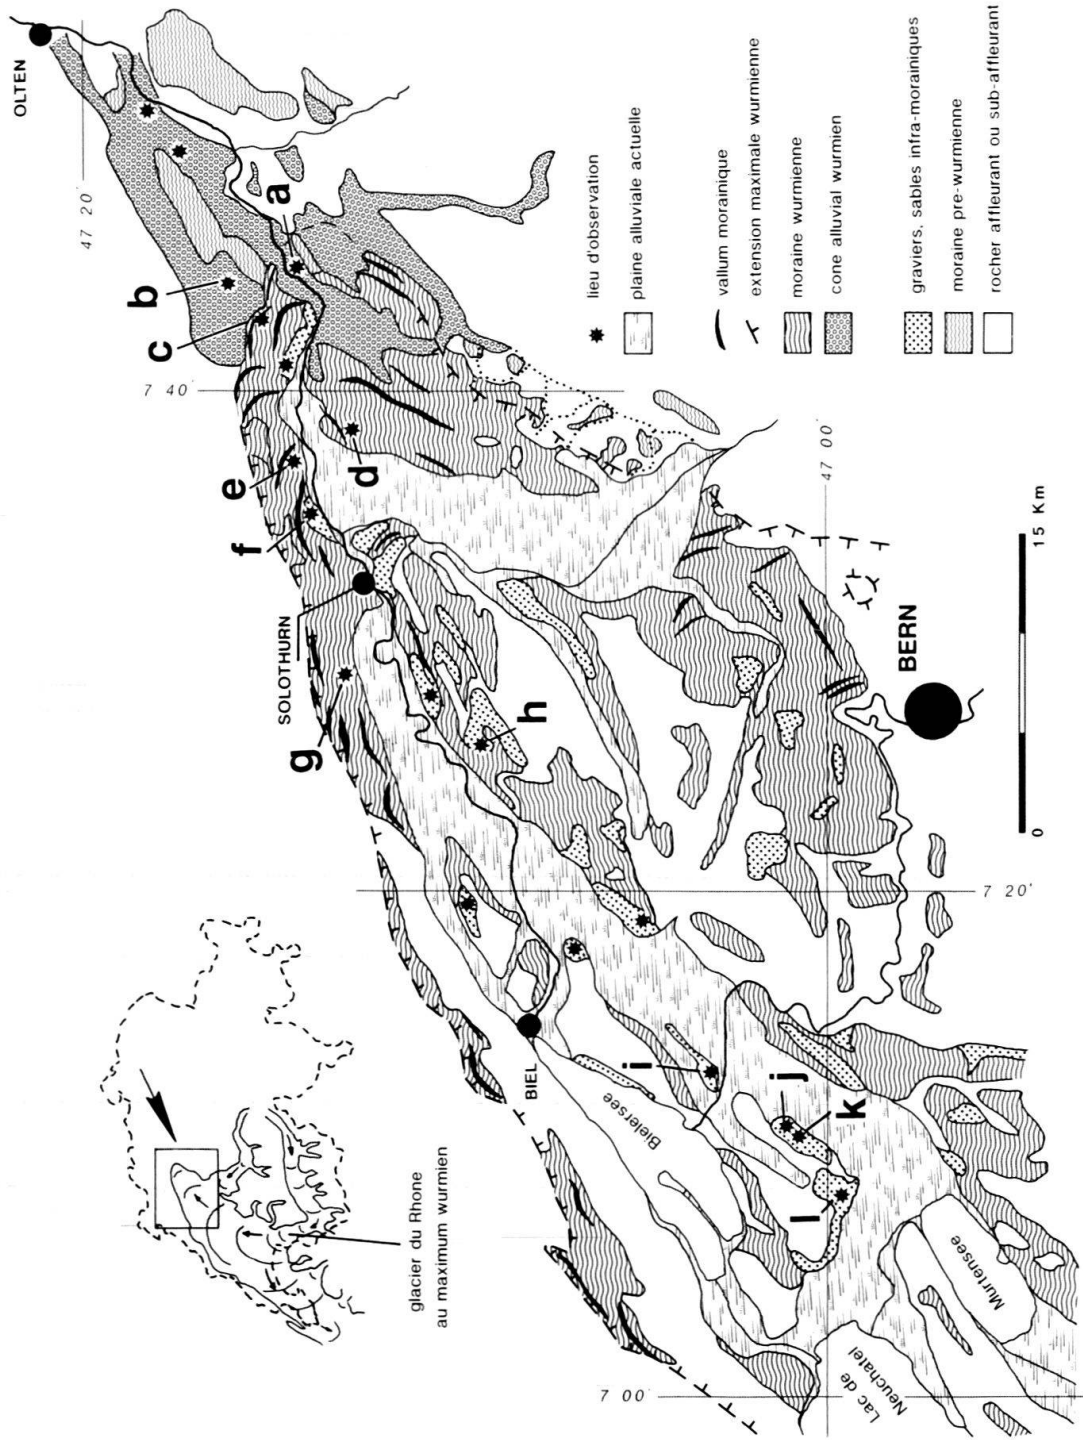 OLTEN
47 20'
a
b
c
7 40'
d
e
f
SOLOTHURN
g
h
47 00'
BERN
7 20'
BIEL
Bielersee
i
j
k
l
Murtensee
Lac de
Neuchatel
7 00'
glacier du Rhone
au maximum wurmien
lieu d'observation
plaine alluviale actuelle
vallum morainique
extension maximale wurmienne
moraine wurmienne
cone alluvial wurmien
graviers, sables infra-morainiques
moraine pre-wurmienne
rocher affleurant ou sub-affleurant
0 15 Km